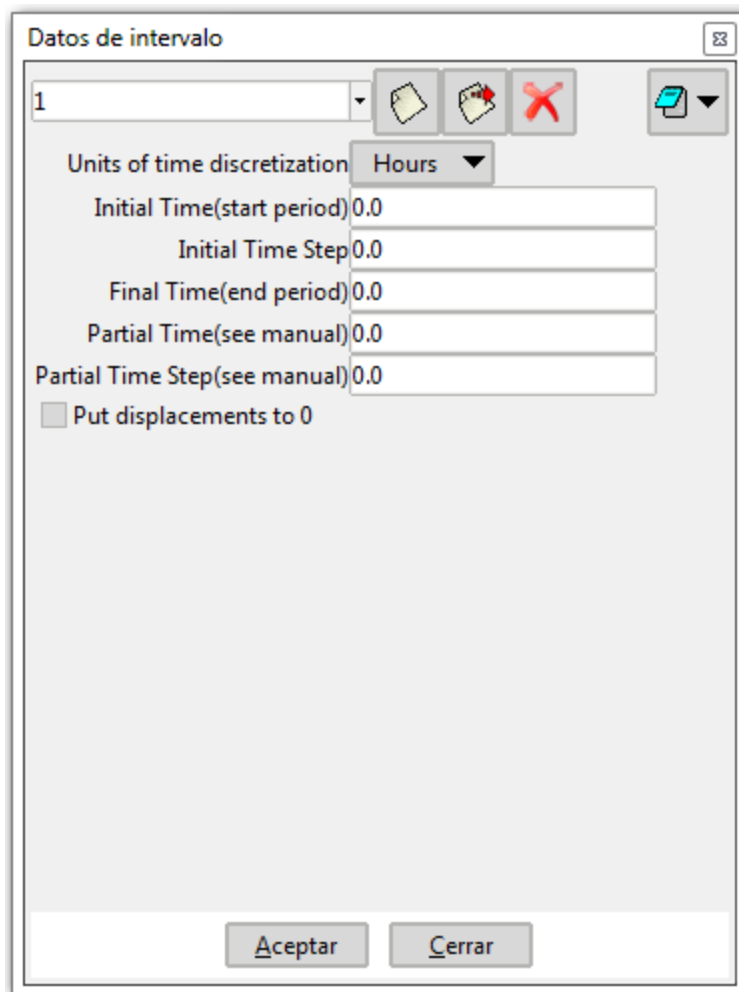 Datos de intervalo
1
Units of time discretization Hours
Initial Time(start period) 0.0
Initial Time Step 0.0
Final Time(end period) 0.0
Partial Time(see manual) 0.0
Partial Time Step(see manual) 0.0
Put displacements to 0
Aceptar Cerrar